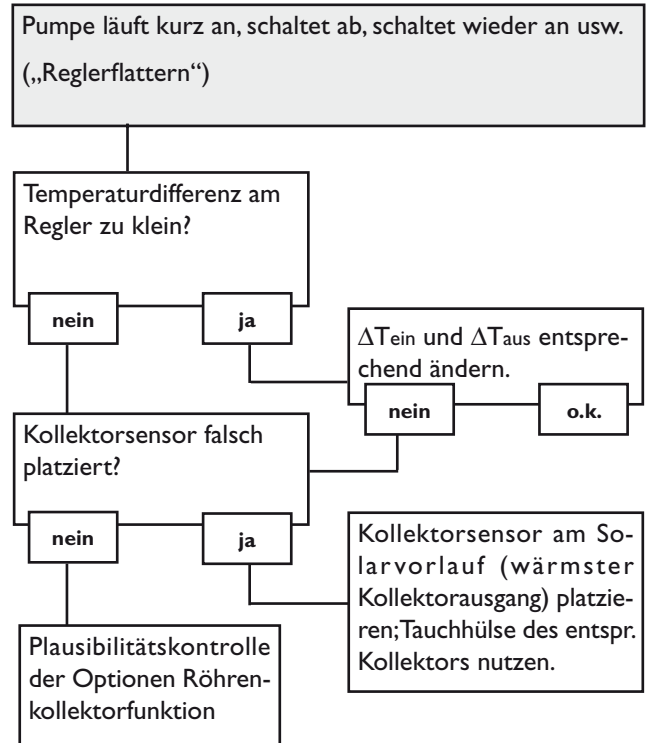 Pumpe läuft kurz an, schaltet ab, schaltet wieder an usw.
(„Reglerflattern“)
Temperaturdifferenz am
Regler zu klein?
nein
ja
ΔTein und ΔTaus entspre-
chend ändern.
nein
o.k.
Kollektorsensor falsch
platziert?
nein
ja
Kollektorsensor am So-
larvorlauf (wärmster
Kollektorausgang) platzie-
ren;Tauchhülse des entspr.
Kollektors nutzen.
Plausibilitätskontrolle
der Optionen Röhren-
kollektorfunktion